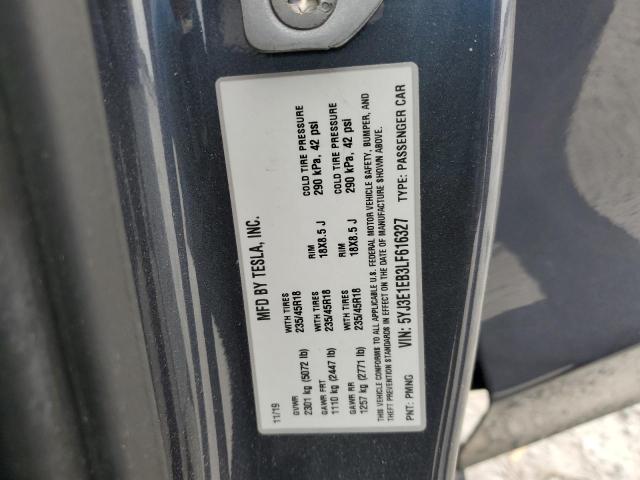 MFD BY TESLA, INC.
11/19
GVWR
2301 kg (5072 lb)
WITH TIRES
235/45R18
RIM
18X8.5 J
COLD TIRE PRESSURE
290 kPa, 42 psi
GAWR FRT
1110 kg (2447 lb)
WITH TIRES
235/45R18
GAWR RR
1257 kg (2771 lb)
WITH TIRES
235/45R18
RIM
18X8.5 J
COLD TIRE PRESSURE
290 kPa, 42 psi
THIS VEHICLE CONFORMS TO ALL APPLICABLE U.S. FEDERAL MOTOR VEHICLE SAFETY, BUMPER, AND
THEFT PREVENTION STANDARDS IN EFFECT ON THE DATE OF MANUFACTURE SHOWN ABOVE.
PNT: PMNG
VIN: 5YJ3E1EB3LF616327
TYPE: PASSENGER CAR